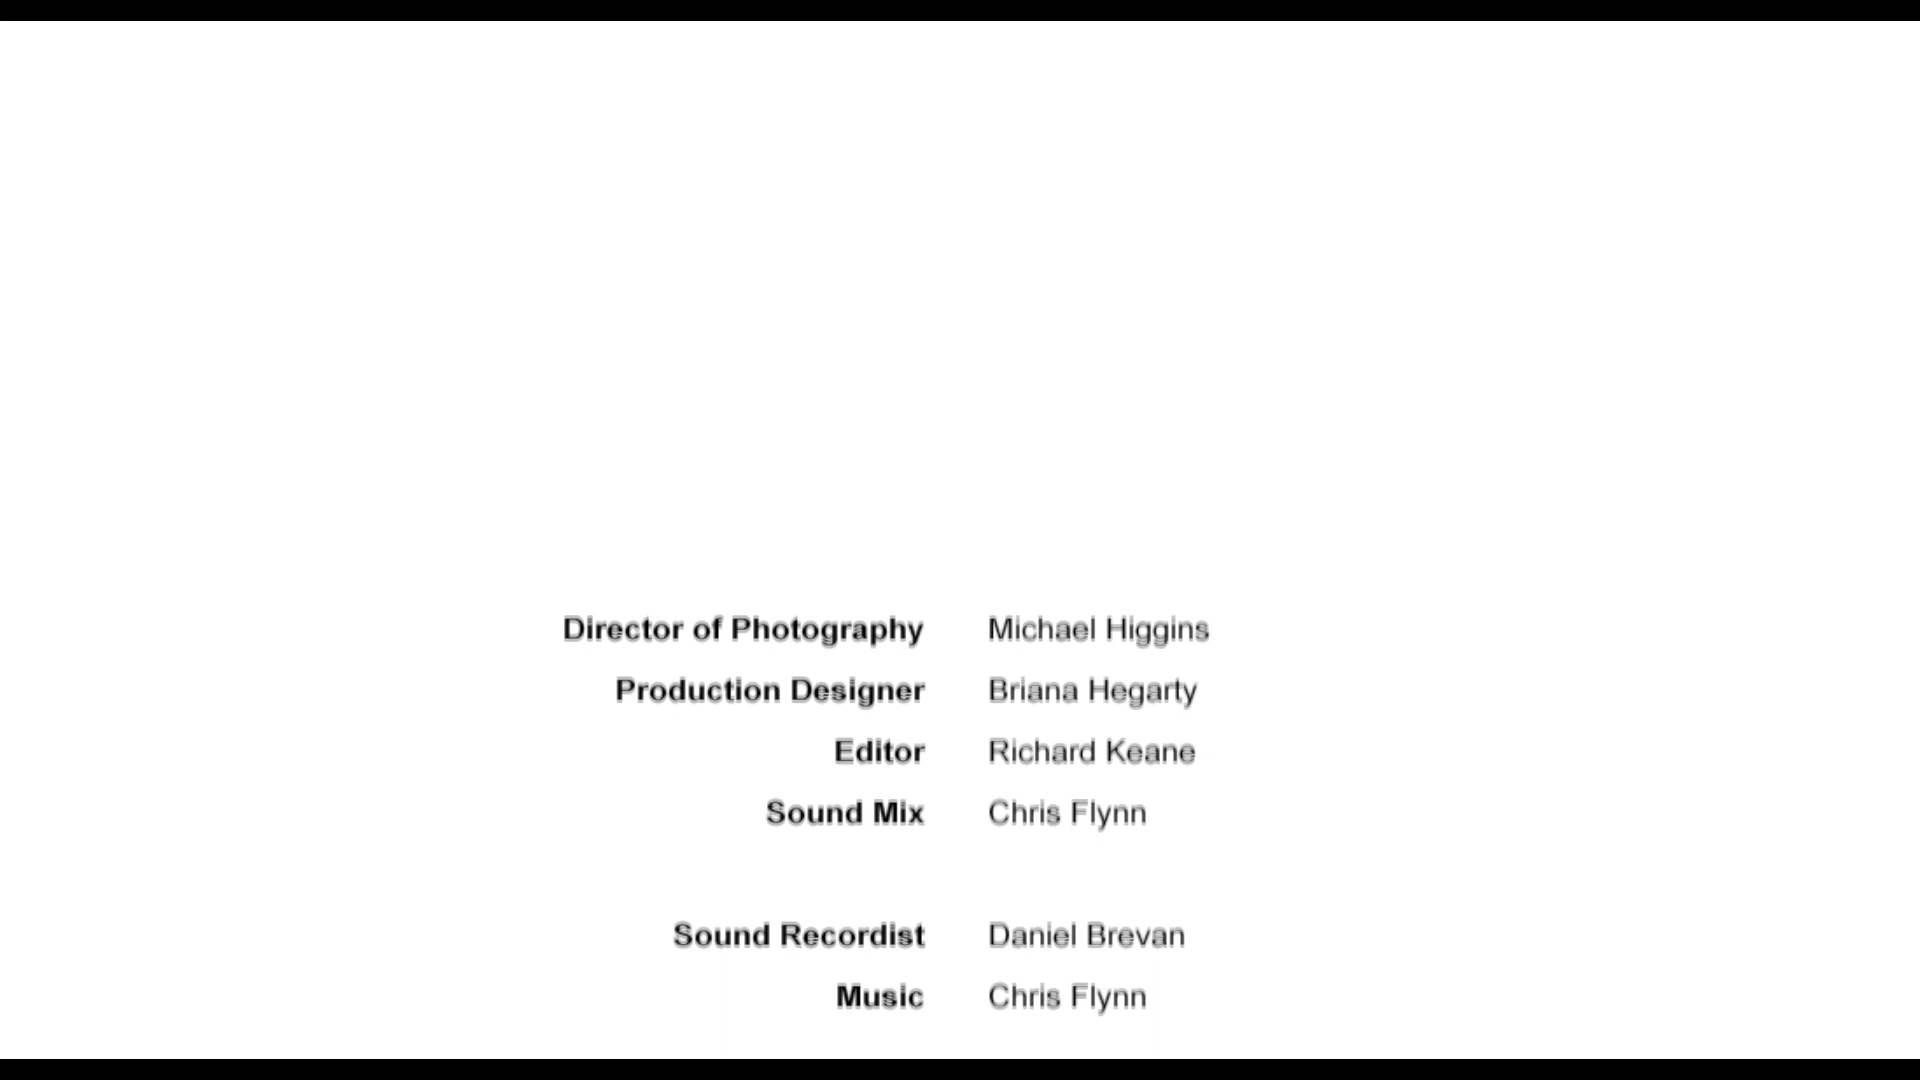 Director of Photography Michael Higgins
Production Designer Briana Hegarty
Editor Richard Keane
Sound Mix Chris Flynn
Sound Recordist Daniel Brevan
Music Chris Flynn